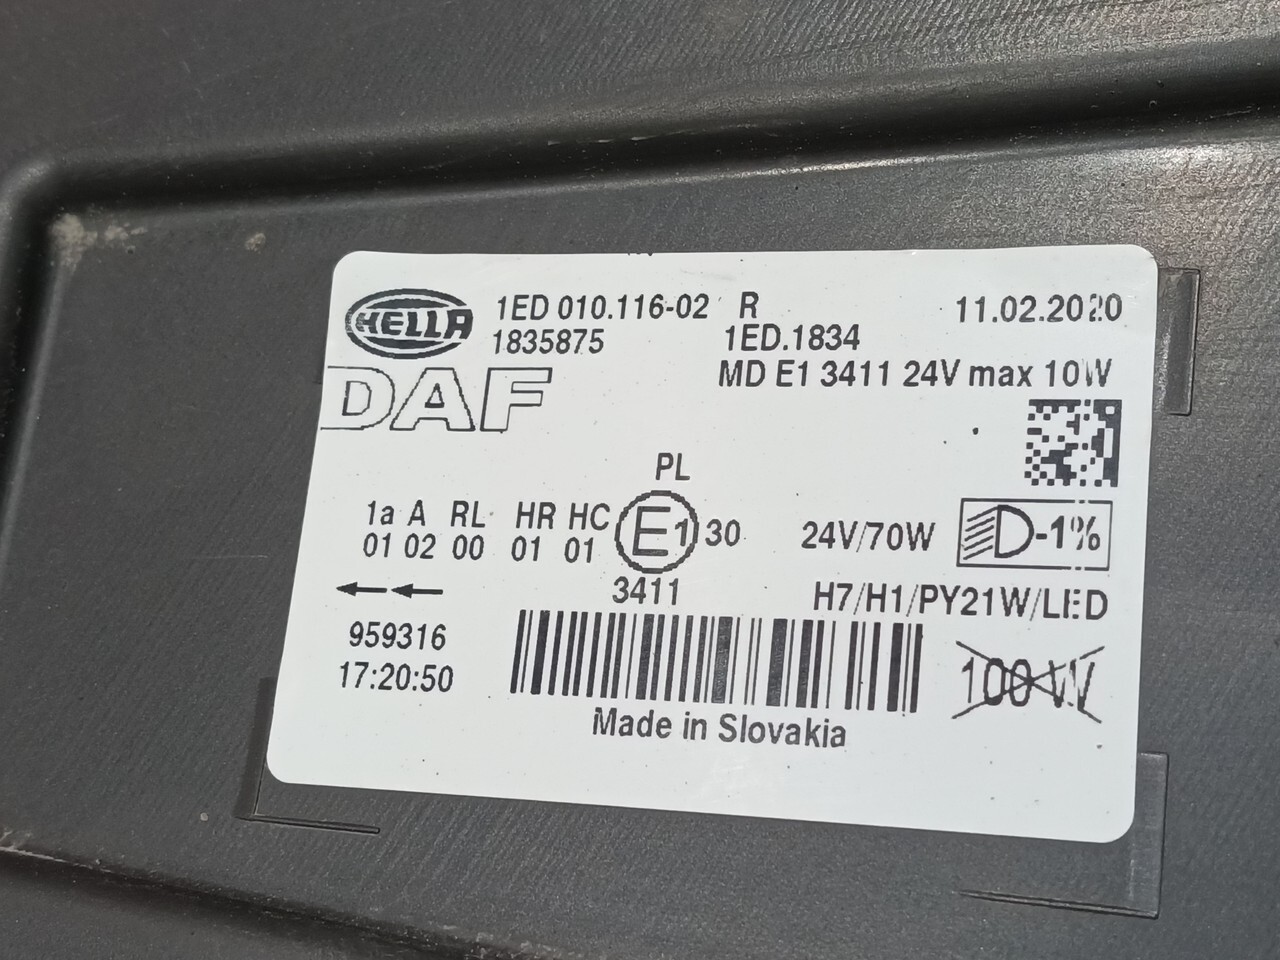 HELLA 1ED 010.116-02 R 11.02.2020
1835875 1ED.1834
DAF MD E1 3411 24V max 10W
PL
1a A RL HR HC E1 30 24V/70W D-1%
01 02 00 01 01
3411 H7/H1/PY21W/LED
959316
17:20:50 100W
Made in Slovakia